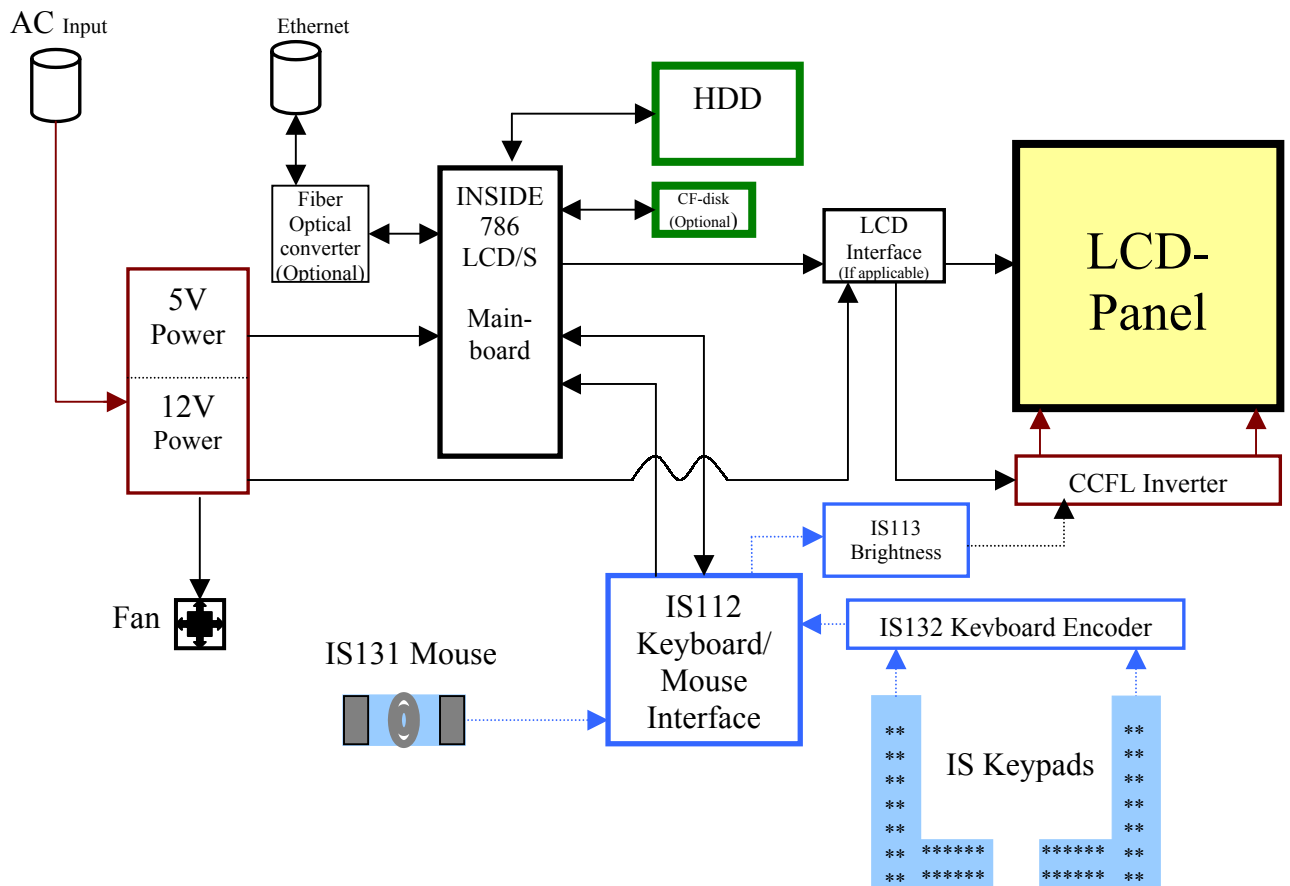 AC Input
Ethernet
HDD
Fiber
Optical
converter
(Optional)
INSIDE
786
LCD/S
Main-
board
CF-disk
(Optional)
LCD
Interface
(If applicable)
LCD-
Panel
5V
Power
12V
Power
CCFL Inverter
IS113
Brightness
Fan
IS112
Keyboard/
Mouse
Interface
IS132 Keyboard Encoder
IS131 Mouse
IS Keypads
** **
** **
** **
** **
** **
** ****** ****** **
** ****** ****** **